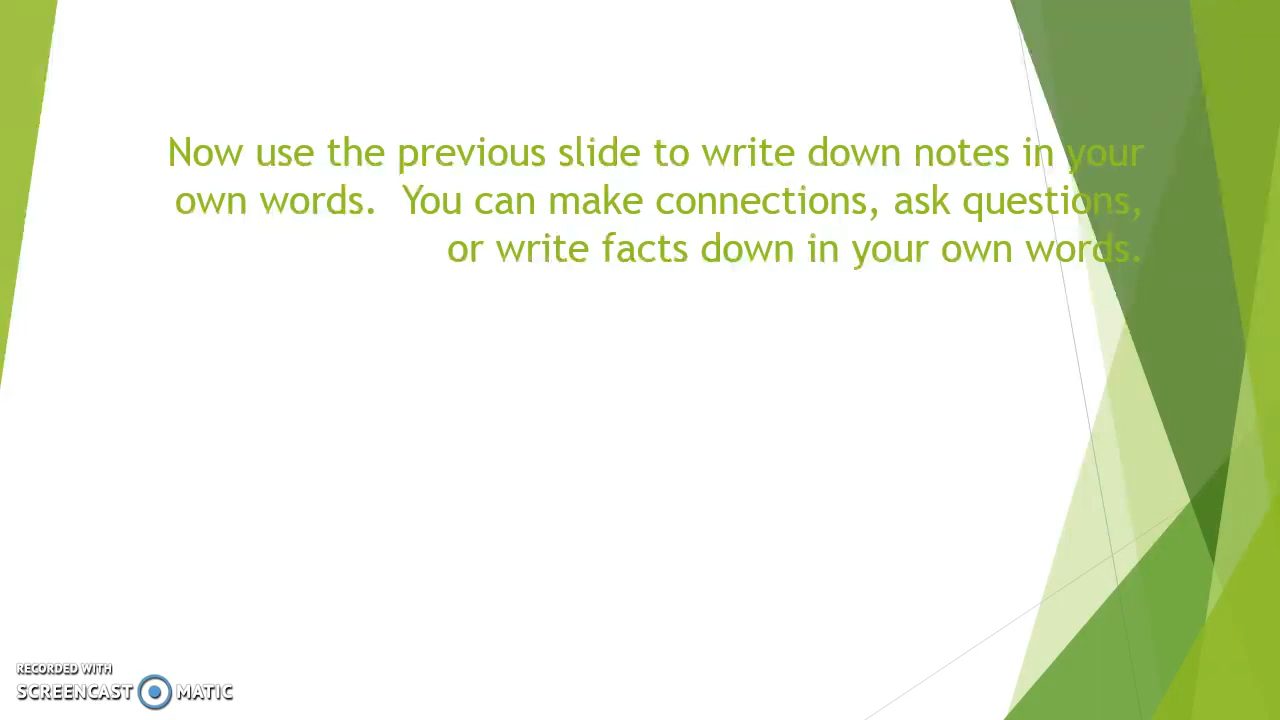 Now use the previous slide to write down notes in your
own words.  You can make connections, ask questions,
or write facts down in your own words.
RECORDED WITH
SCREENCAST MATIC